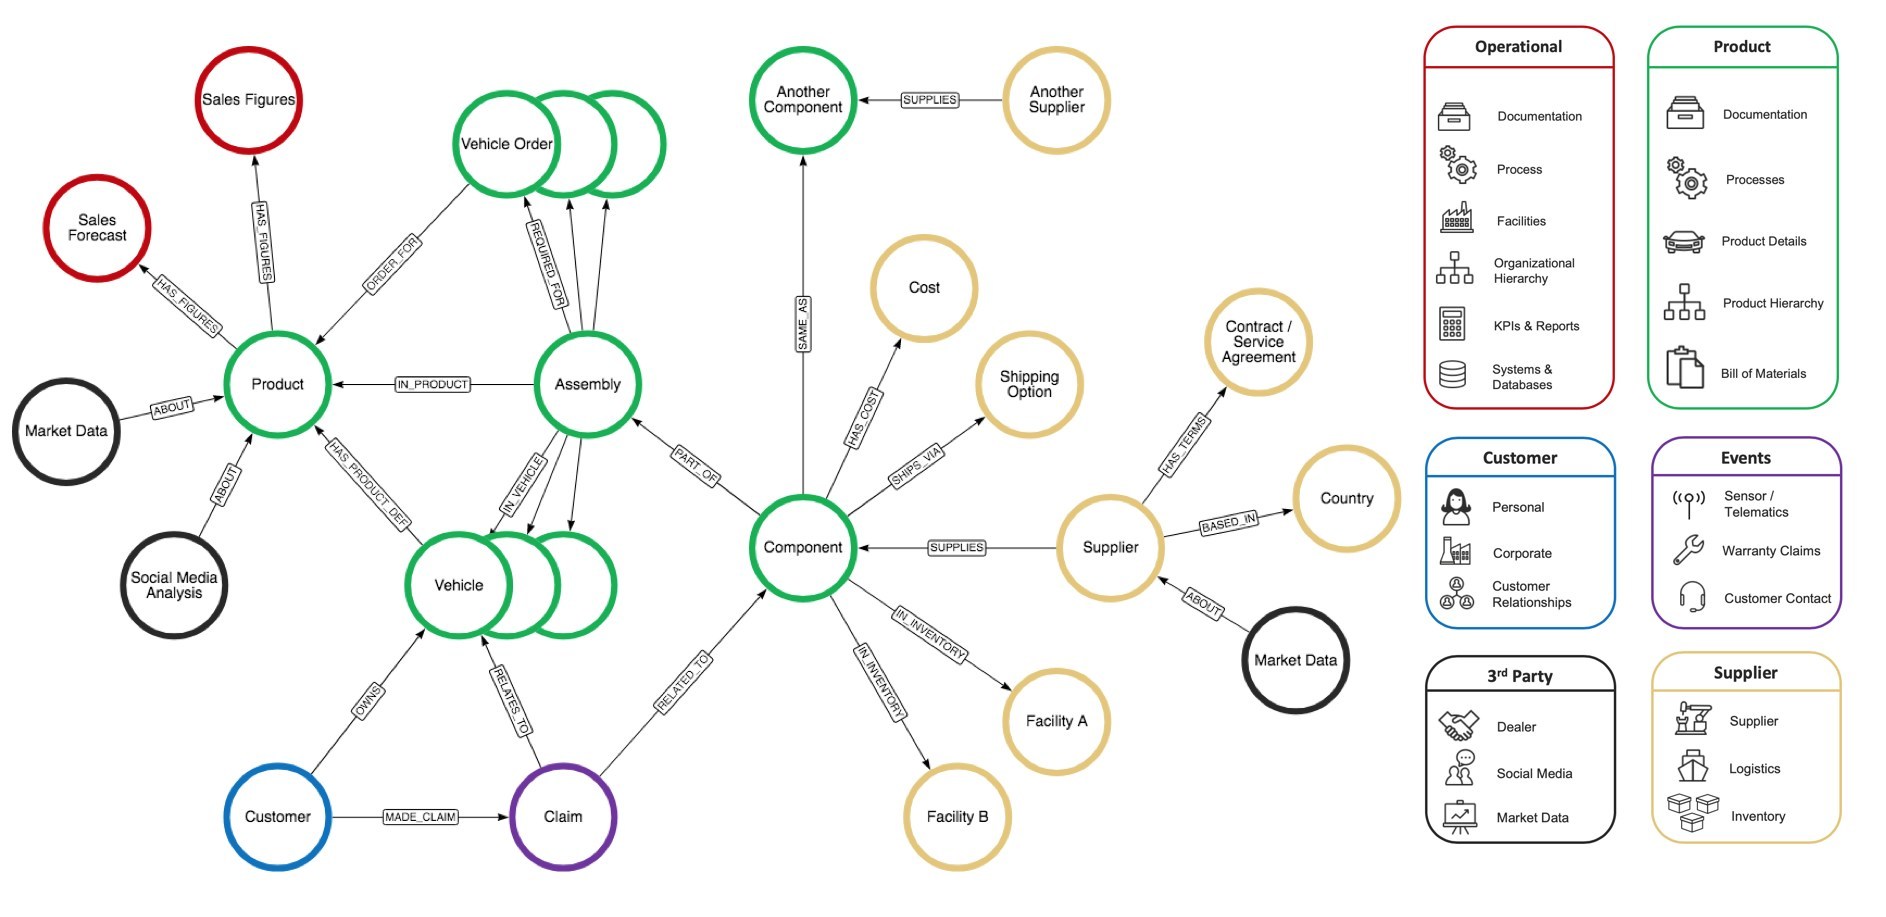 Sales Figures
Sales
Forecast
HAS_FIGURES
HAS_FIGURES
Vehicle Order
ORDER_FOR
REQUIRED_FOR
Product
IN_PRODUCT
Assembly
Market Data
ABOUT
ABOUT
Social Media
Analysis
HAS_PRODUCT_DEF
IN_VEHICLE
Vehicle
OWNS
RELATES_TO
Customer
MADE_CLAIM
Claim
RELATED_TO
PART_OF
Another
Component
SUPPLIES
Another
Supplier
SAME_AS
Cost
HAS_COST
Shipping
Option
SHIPS_VIA
Component
SUPPLIES
Supplier
HAS_TERMS
Contract /
Service
Agreement
BASED_IN
Country
ABOUT
Market Data
IN_INVENTORY
IN_INVENTORY
Facility A
Facility B
Operational
Documentation
Process
Facilities
Organizational
Hierarchy
KPIs & Reports
Systems &
Databases
Product
Documentation
Processes
Product Details
Product Hierarchy
Bill of Materials
Customer
Personal
Corporate
Customer
Relationships
Events
Sensor /
Telematics
Warranty Claims
Customer Contact
3rd Party
Dealer
Social Media
Market Data
Supplier
Supplier
Logistics
Inventory